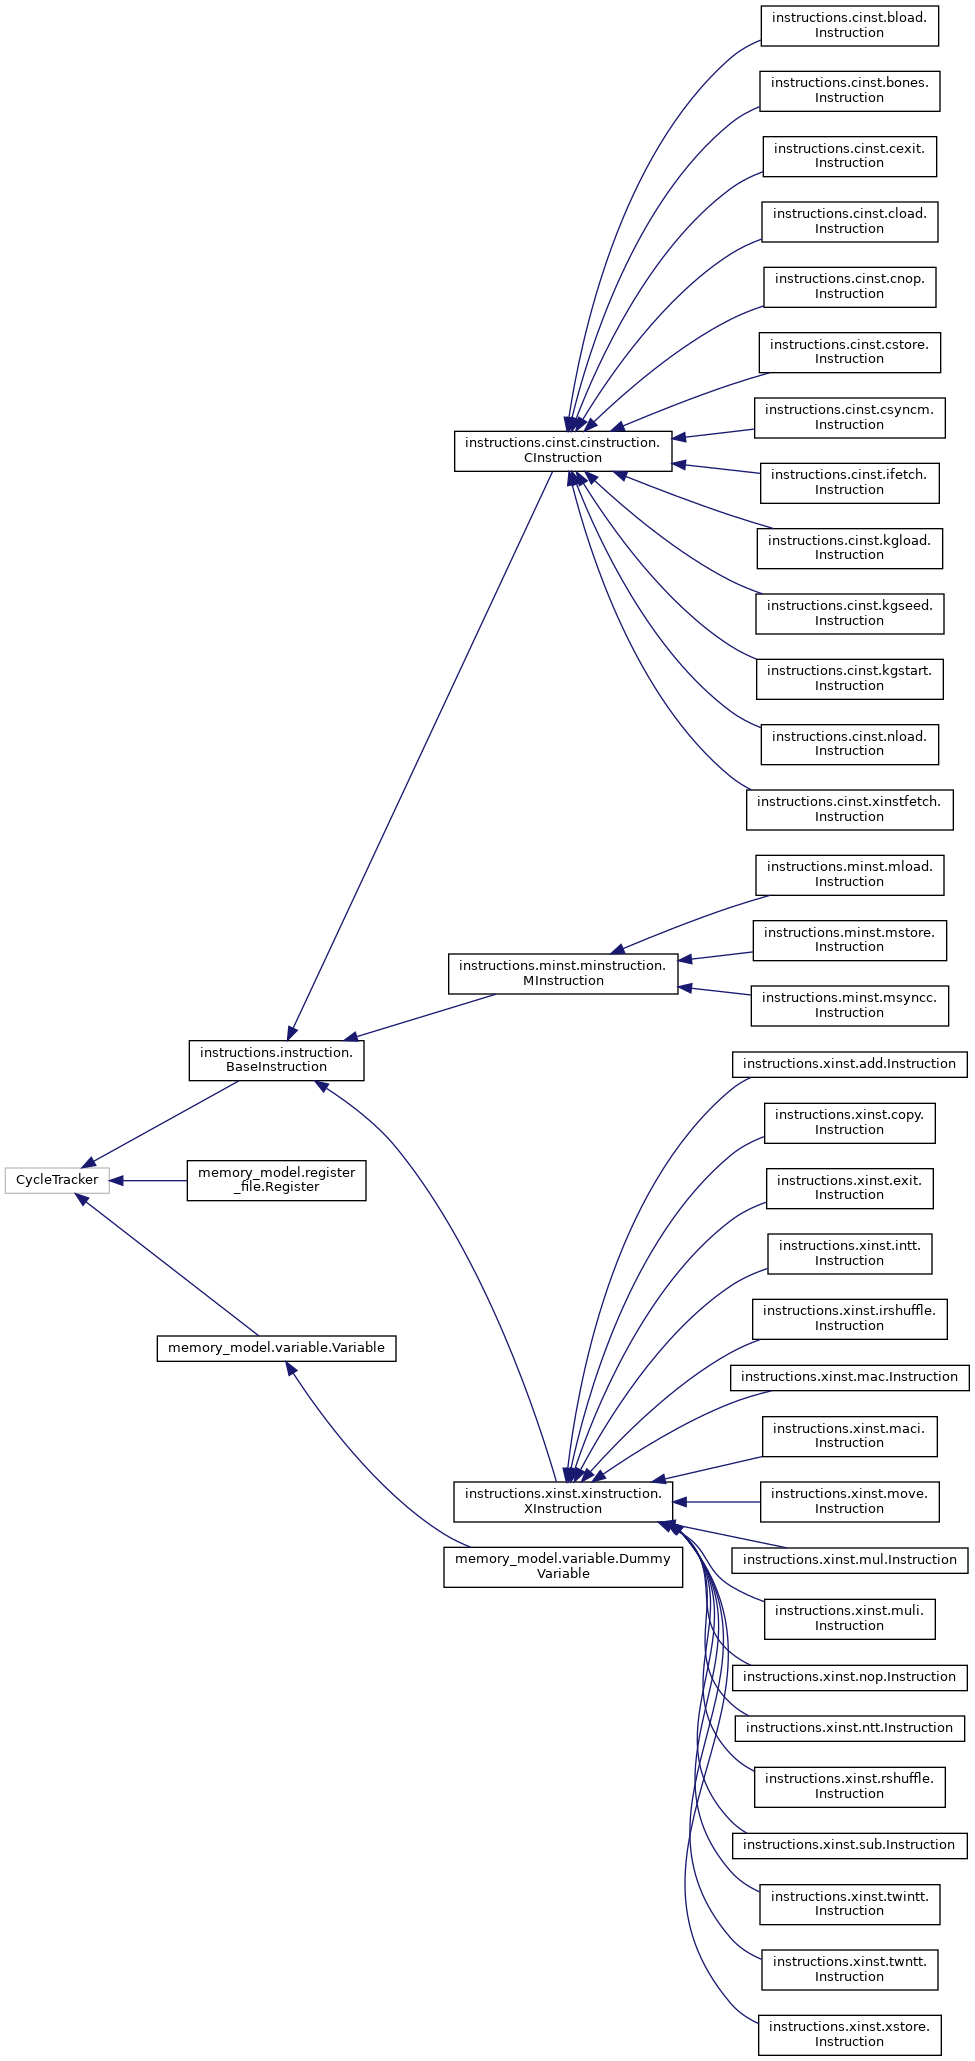 instructions.cinst.bload.
Instruction
instructions.cinst.bones.
Instruction
instructions.cinst.cexit.
Instruction
instructions.cinst.cload.
Instruction
instructions.cinst.cnop.
Instruction
instructions.cinst.cstore.
Instruction
instructions.cinst.csyncm.
Instruction
instructions.cinst.cinstruction.
CInstruction
instructions.cinst.ifetch.
Instruction
instructions.cinst.kgload.
Instruction
instructions.cinst.kgseed.
Instruction
instructions.cinst.kgstart.
Instruction
instructions.cinst.nload.
Instruction
instructions.cinst.xinstfetch.
Instruction
instructions.minst.mload.
Instruction
instructions.minst.mstore.
Instruction
instructions.minst.minstruction.
MInstruction
instructions.minst.msyncc.
Instruction
instructions.instruction.
BaseInstruction
instructions.xinst.add.Instruction
instructions.xinst.copy.
Instruction
CycleTracker
memory_model.register
_file.Register
instructions.xinst.exit.
Instruction
instructions.xinst.intt.
Instruction
instructions.xinst.irshuffle.
Instruction
memory_model.variable.Variable
instructions.xinst.mac.Instruction
instructions.xinst.maci.
Instruction
instructions.xinst.xinstruction.
XInstruction
instructions.xinst.move.
Instruction
memory_model.variable.Dummy
Variable
instructions.xinst.mul.Instruction
instructions.xinst.muli.
Instruction
instructions.xinst.nop.Instruction
instructions.xinst.ntt.Instruction
instructions.xinst.rshuffle.
Instruction
instructions.xinst.sub.Instruction
instructions.xinst.twintt.
Instruction
instructions.xinst.twntt.
Instruction
instructions.xinst.xstore.
Instruction